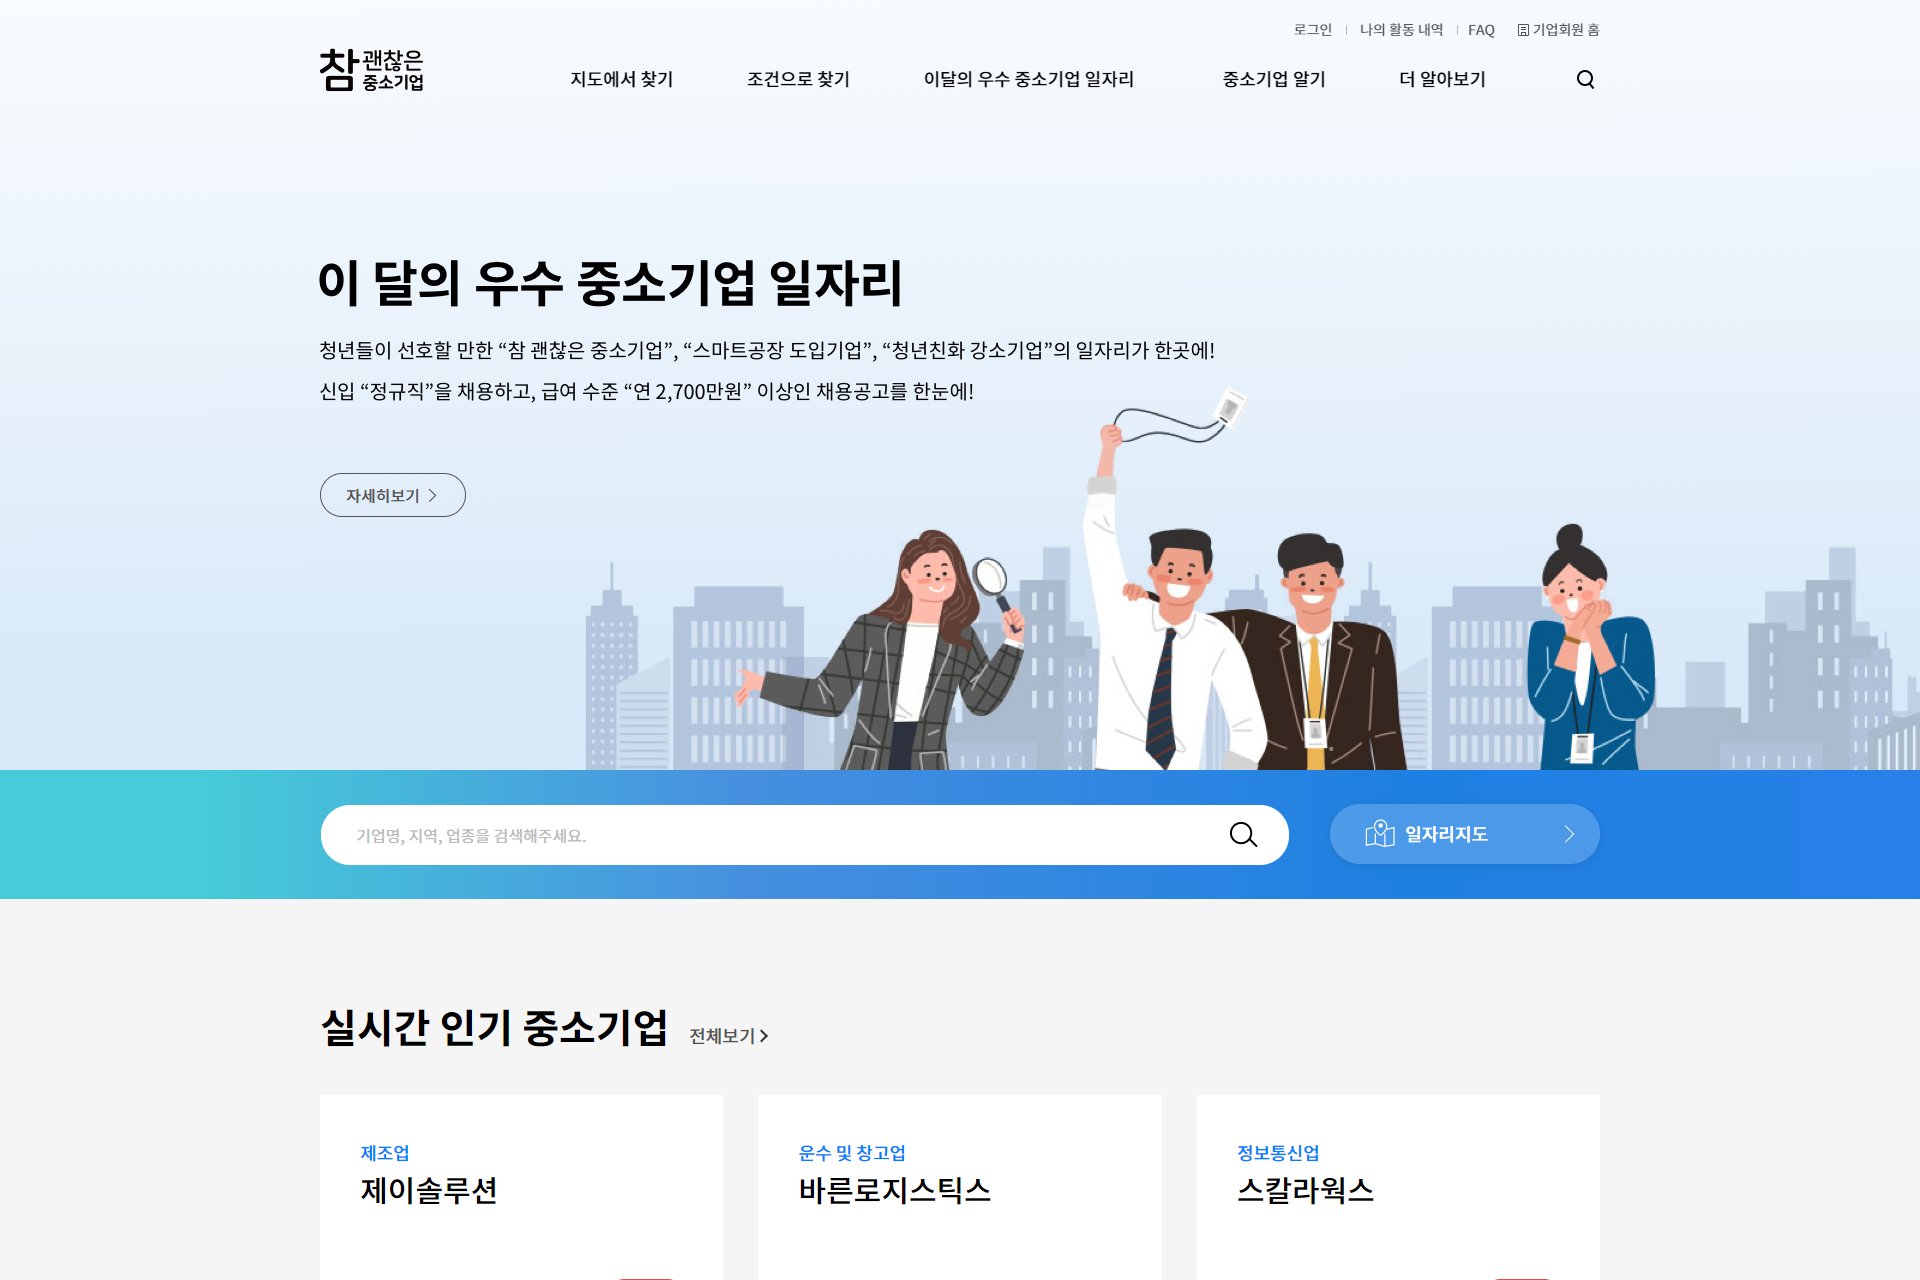 로그인
나의 활동 내역
FAQ
기업회원 홈
참 괜찮은 중소기업
지도에서 찾기
조건으로 찾기
이달의 우수 중소기업 일자리
중소기업 알기
더 알아보기
이 달의 우수 중소기업 일자리
청년들이 선호할 만한 “참 괜찮은 중소기업”, “스마트공장 도입기업”, “청년친화 강소기업”의 일자리가 한곳에!
신입 “정규직”을 채용하고, 급여 수준 “연 2,700만원” 이상인 채용공고를 한눈에!
자세히보기
기업명, 지역, 업종을 검색해주세요.
일자리지도
실시간 인기 중소기업
전체보기
제조업
제이솔루션
운수 및 창고업
바른로지스틱스
정보통신업
스칼라웍스